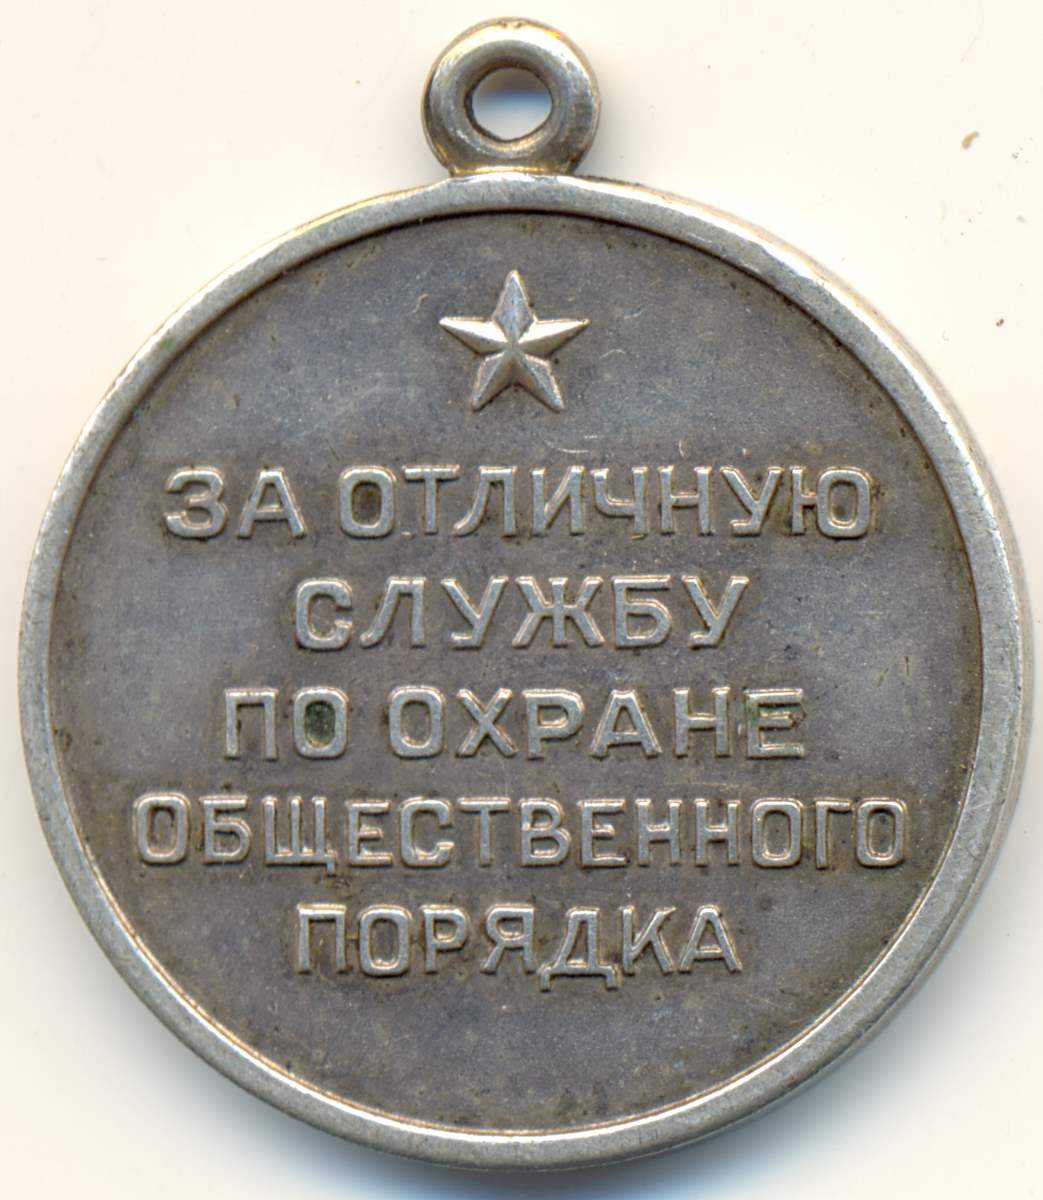 ЗА ОТЛИЧНУЮ
СЛУЖБУ
ПО ОХРАНЕ
ОБЩЕСТВЕННОГО
ПОРЯДКА